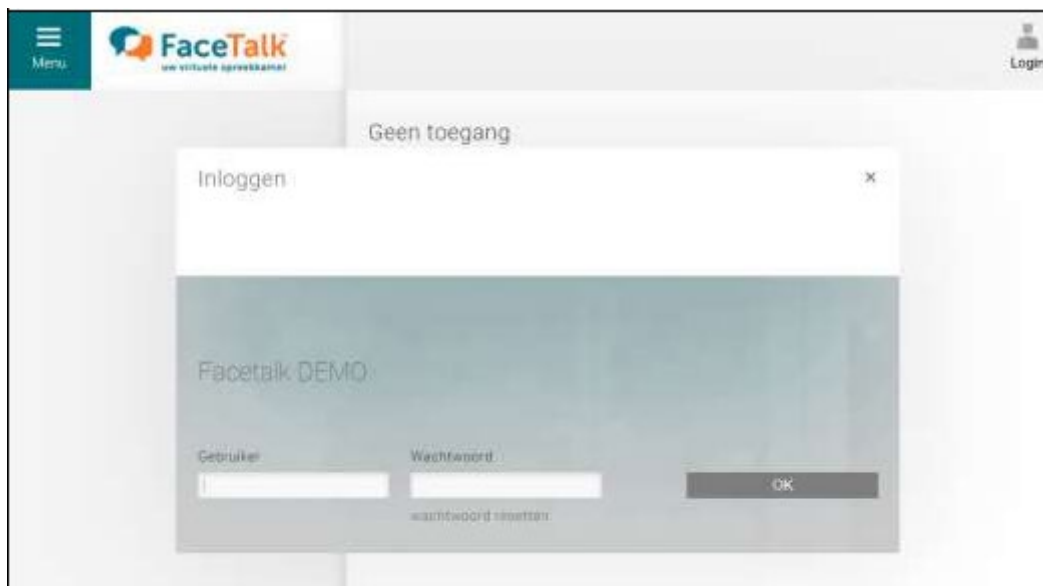 Menu
FaceTalk
uw virtuele spreekkamer
Login
Geen toegang
Inloggen
×
Facetalk DEMO
Gebruiker
Wachtwoord
OK
wachtwoord resetten